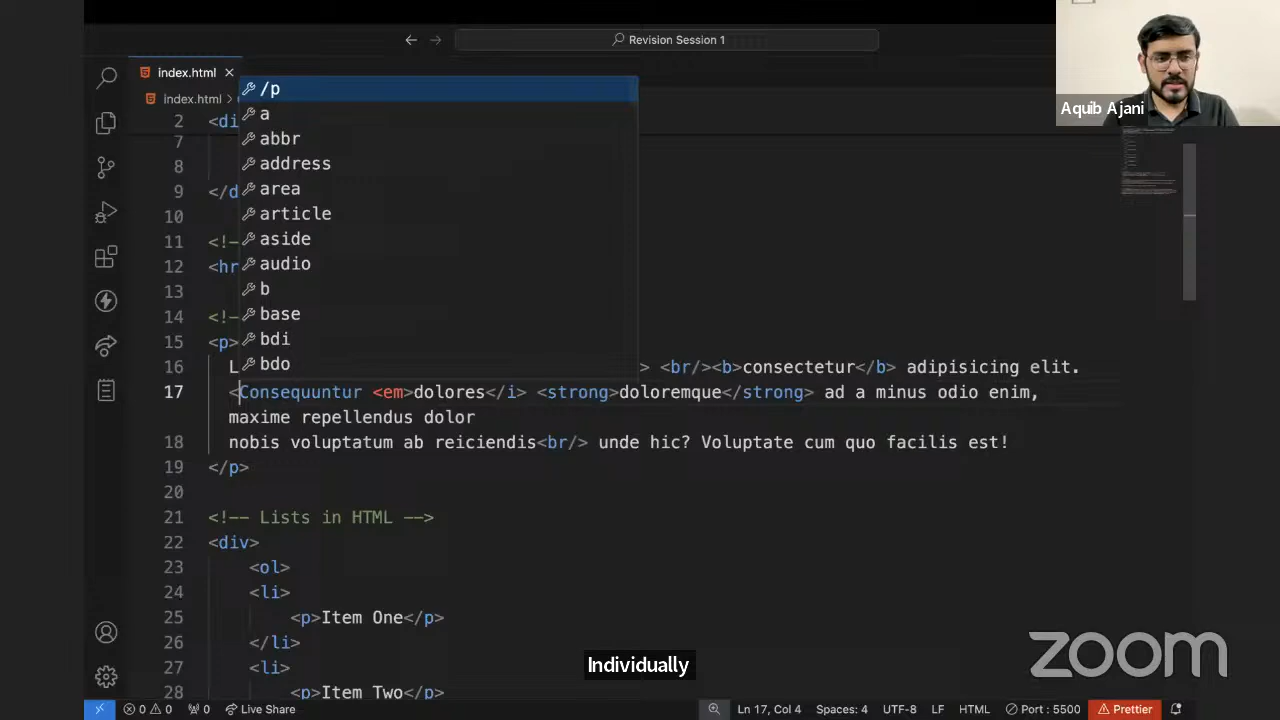 Revision Session 1
index.html
Aquib Ajani
index.html
/p
a
abbr
address
area
article
aside
audio
b
base
bdi
bdo
2 <di
7
8
9 </d
10
11 <!-
12 <hr
13
14 <!-
15 <p>
16 L > <br/><b>consectetur</b> adipisicing elit.
17 <Consequuntur <em>dolores</i> <strong>doloremque</strong> ad a minus odio enim,
maxime repellendus dolor
18 nobis voluptatum ab reiciendis<br/> unde hic? Voluptate cum quo facilis est!
19 </p>
20
21 <!-- Lists in HTML -->
22 <div>
23 <ol>
24 <li>
25 <p>Item One</p>
26 </li>
27 <li>
28 <p>Item Two</p>
Individually
zoom
0 0 0 Live Share Ln 17, Col 4 Spaces: 4 UTF-8 LF HTML Port : 5500 Prettier